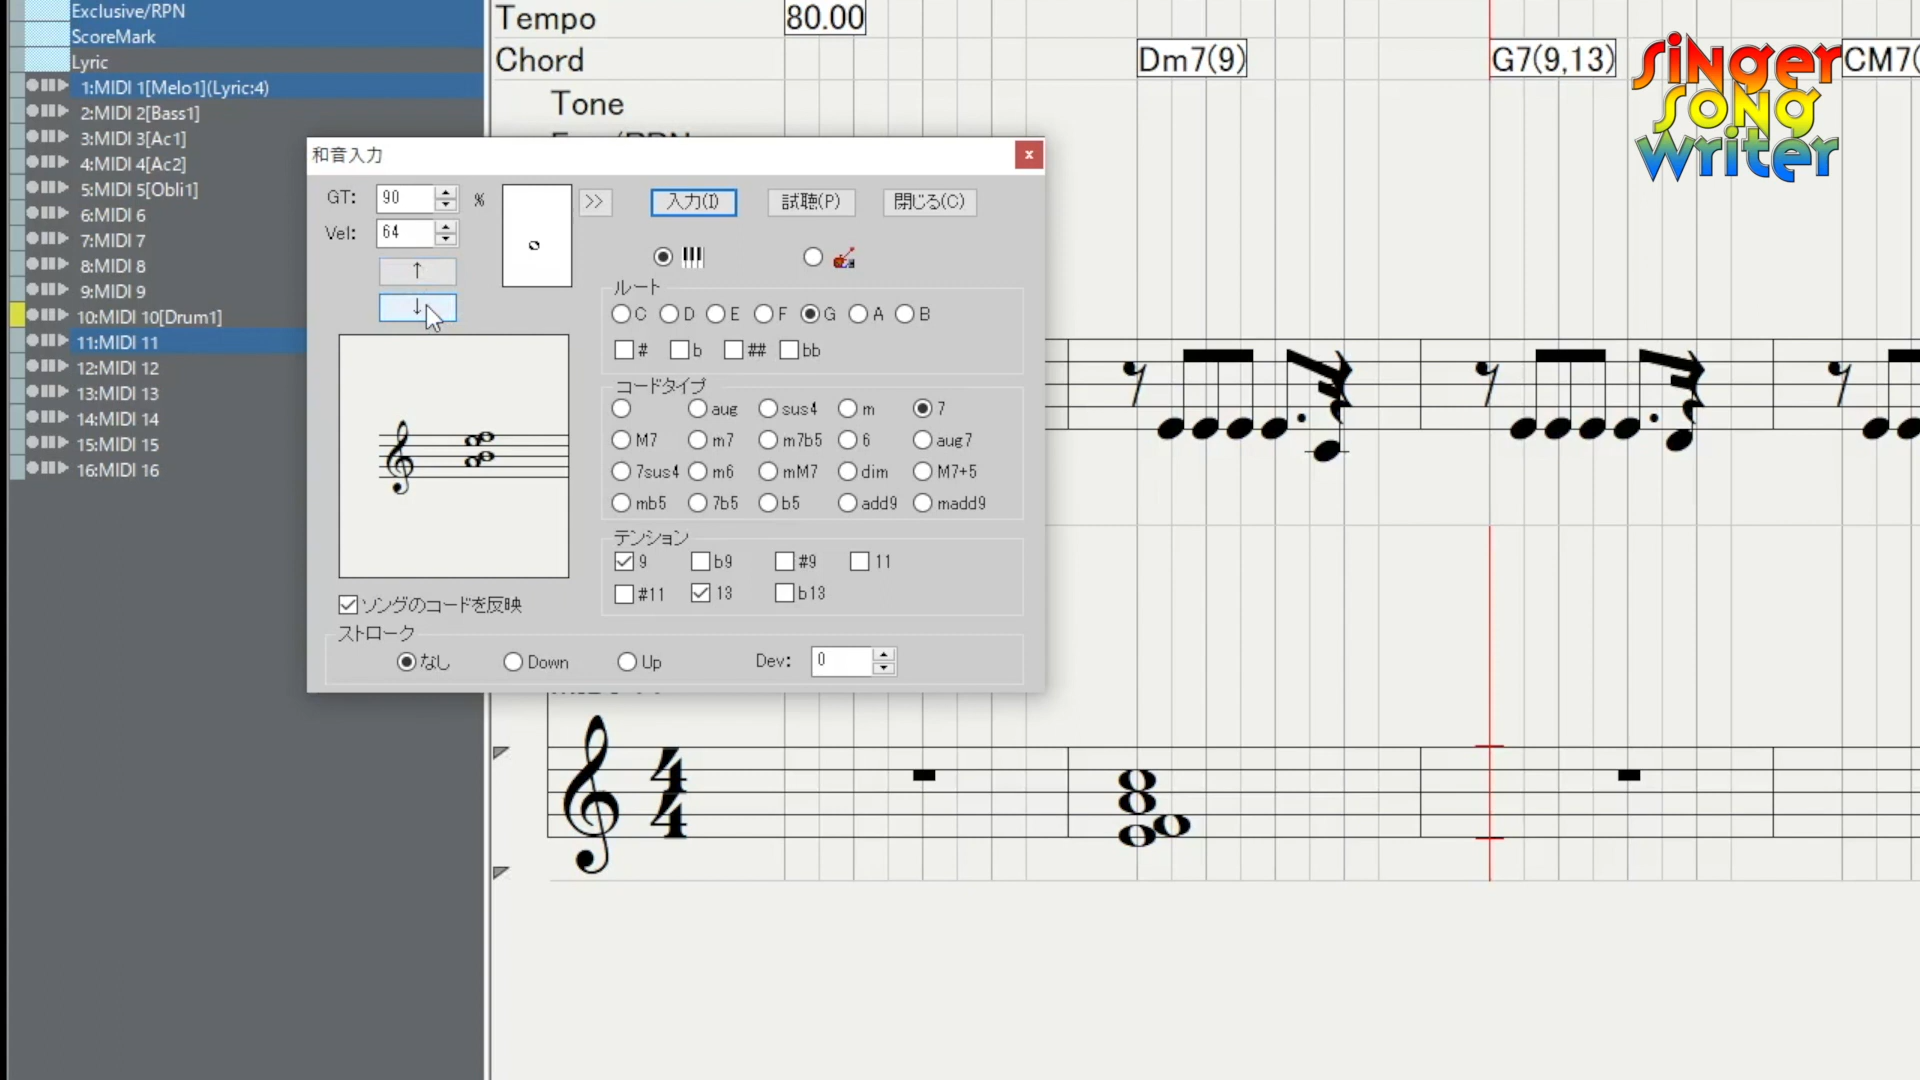 Exclusive/RPN
ScoreMark
Lyric
1:MIDI 1[Melo1](Lyric:4)
2:MIDI 2[Bass1]
3:MIDI 3[Ac1]
4:MIDI 4[Ac2]
5:MIDI 5[Obli1]
6:MIDI 6
7:MIDI 7
8:MIDI 8
9:MIDI 9
10:MIDI 10[Drum1]
11:MIDI 11
12:MIDI 12
13:MIDI 13
14:MIDI 14
15:MIDI 15
16:MIDI 16
Tempo 80.00
Chord Dm7(9) G7(9,13) CM7(
Tone
SiNger
SoNg
writer
和音入力 x
GT: 90 % >> 入力(I) 試聴(P) 閉じる(C)
Vel: 64
↑
↓
ルート
C D E F G A B
# b ## bb
コードタイプ
aug sus4 m 7
M7 m7 m7b5 6 aug7
7sus4 m6 mM7 dim M7+5
mb5 7b5 b5 add9 madd9
テンション
9 b9 #9 11
#11 13 b13
ソングのコードを反映
ストローク
なし Down Up Dev: 0
4
4